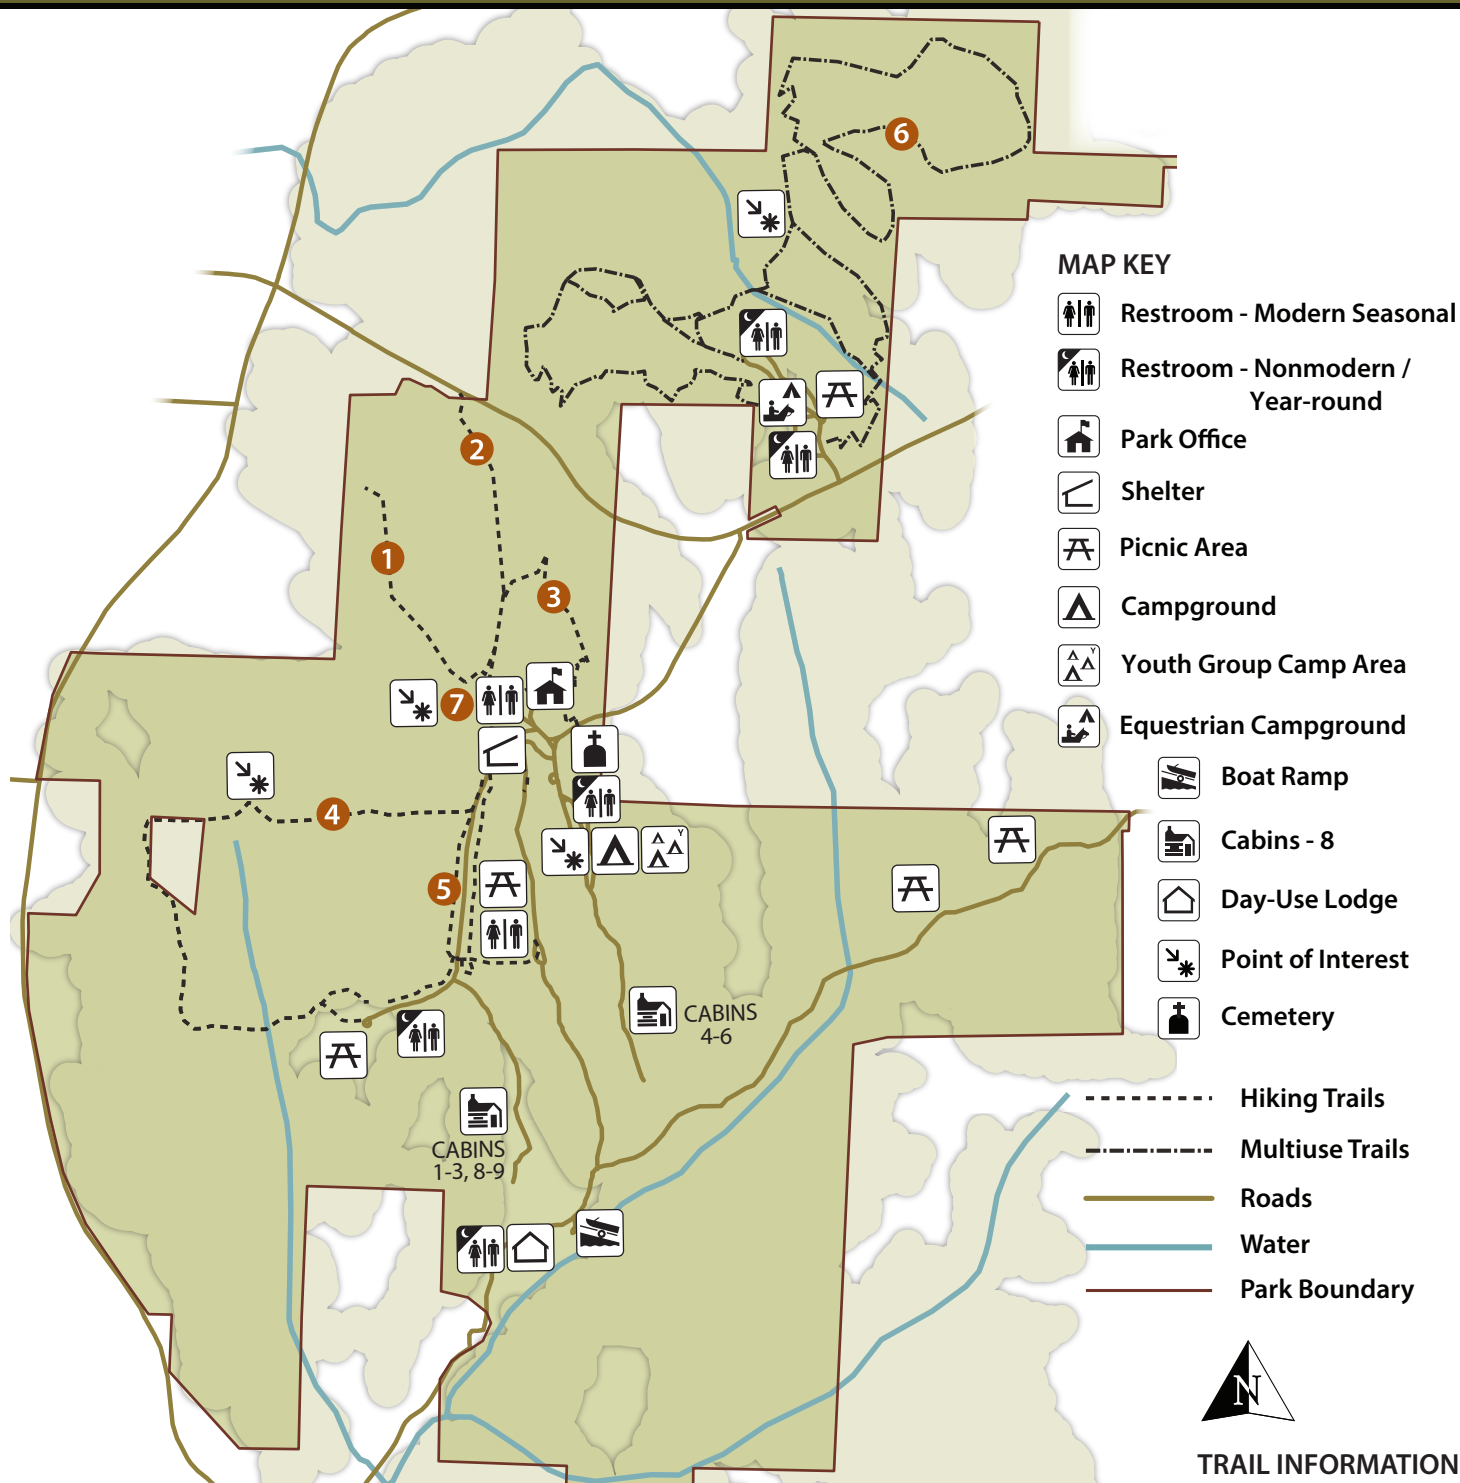 6
MAP KEY
Restroom - Modern Seasonal
Restroom - Nonmodern /
Year-round
Park Office
Shelter
Picnic Area
Campground
Y
Youth Group Camp Area
Equestrian Campground
Boat Ramp
Cabins - 8
Day-Use Lodge
Point of Interest
Cemetery
Hiking Trails
Multiuse Trails
Roads
Water
Park Boundary
N
TRAIL INFORMATION
2
1
3
7
4
Y
5
CABINS
4-6
CABINS
1-3, 8-9